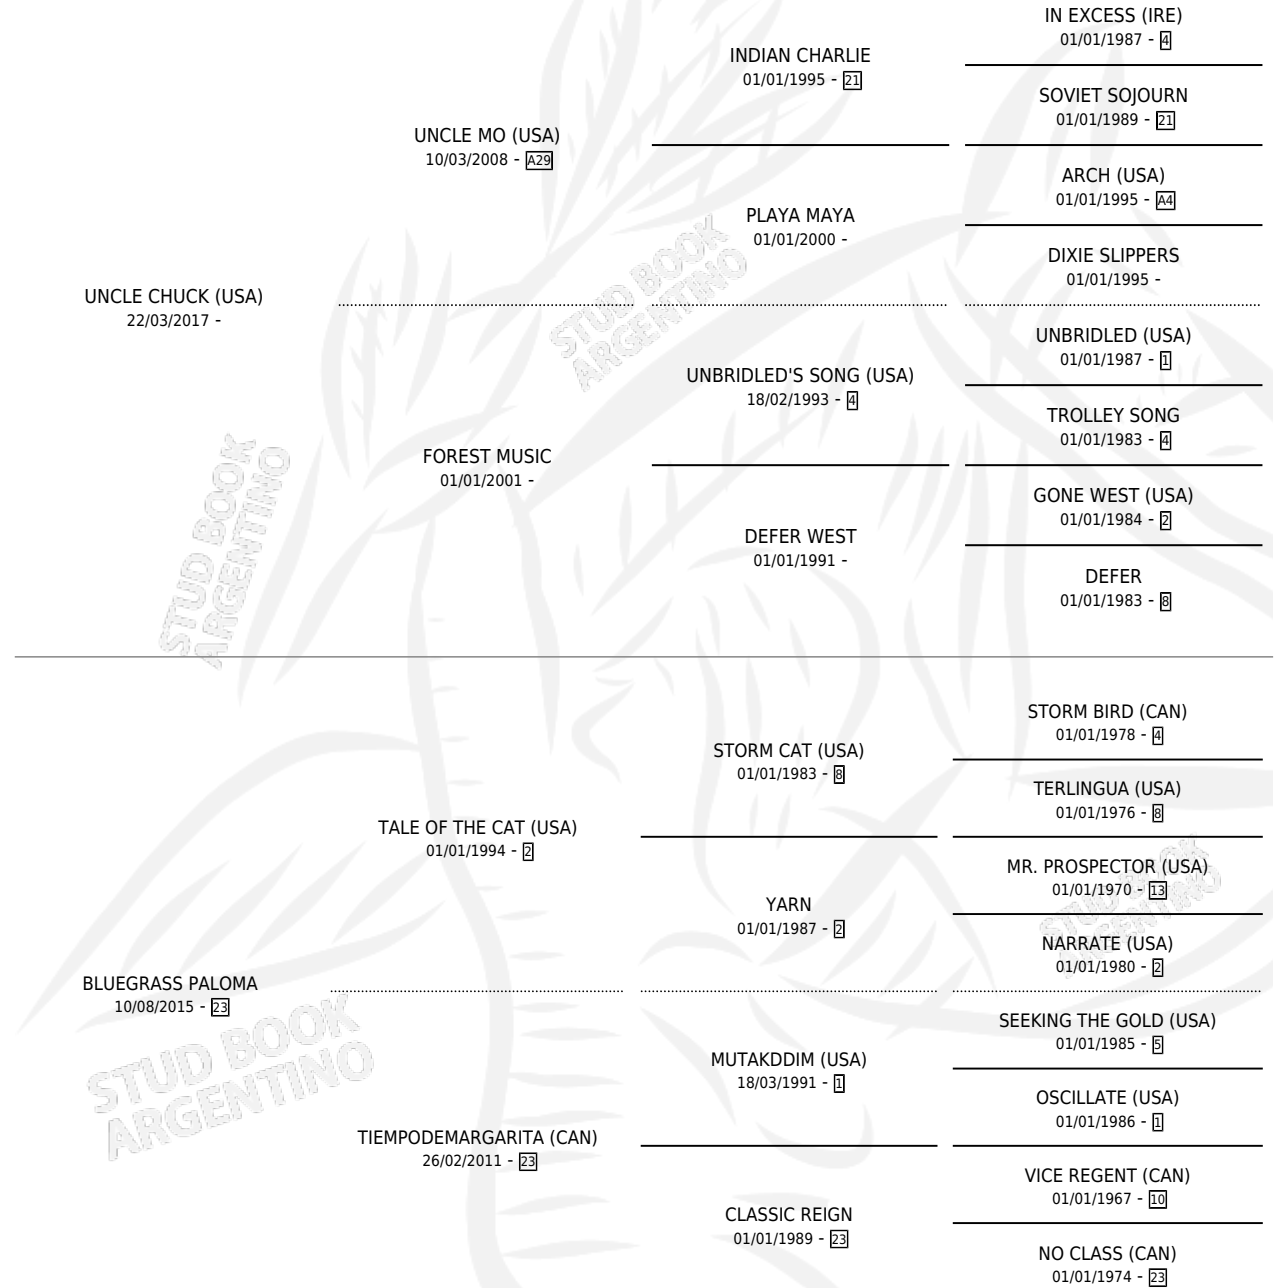 IN EXCESS (IRE)
01/01/1987 - 4
INDIAN CHARLIE
01/01/1995 - 21
SOVIET SOJOURN
01/01/1989 - 21
UNCLE MO (USA)
10/03/2008 - A29
ARCH (USA)
01/01/1995 - A4
PLAYA MAYA
01/01/2000 -
DIXIE SLIPPERS
01/01/1995 -
UNCLE CHUCK (USA)
22/03/2017 -
STUD BOOK
ARGENTINO
UNBRIDLED (USA)
01/01/1987 - 1
UNBRIDLED'S SONG (USA)
18/02/1993 - 4
TROLLEY SONG
01/01/1983 - 4
FOREST MUSIC
01/01/2001 -
GONE WEST (USA)
01/01/1984 - 2
DEFER WEST
01/01/1991 -
DEFER
01/01/1983 - 8
STUD BOOK
ARGENTINO
STORM BIRD (CAN)
01/01/1978 - 4
STORM CAT (USA)
01/01/1983 - 8
TERLINGUA (USA)
01/01/1976 - 8
TALE OF THE CAT (USA)
01/01/1994 - 2
MR. PROSPECTOR (USA)
01/01/1970 - 13
STUD BOOK
ARGENTINO
YARN
01/01/1987 - 2
NARRATE (USA)
01/01/1980 - 2
BLUEGRASS PALOMA
10/08/2015 - 23
STUD BOOK
ARGENTINO
SEEKING THE GOLD (USA)
01/01/1985 - 5
MUTAKDDIM (USA)
18/03/1991 - 1
OSCILLATE (USA)
01/01/1986 - 1
TIEMPODEMARGARITA (CAN)
26/02/2011 - 23
VICE REGENT (CAN)
01/01/1967 - 10
CLASSIC REIGN
01/01/1989 - 23
NO CLASS (CAN)
01/01/1974 - 23